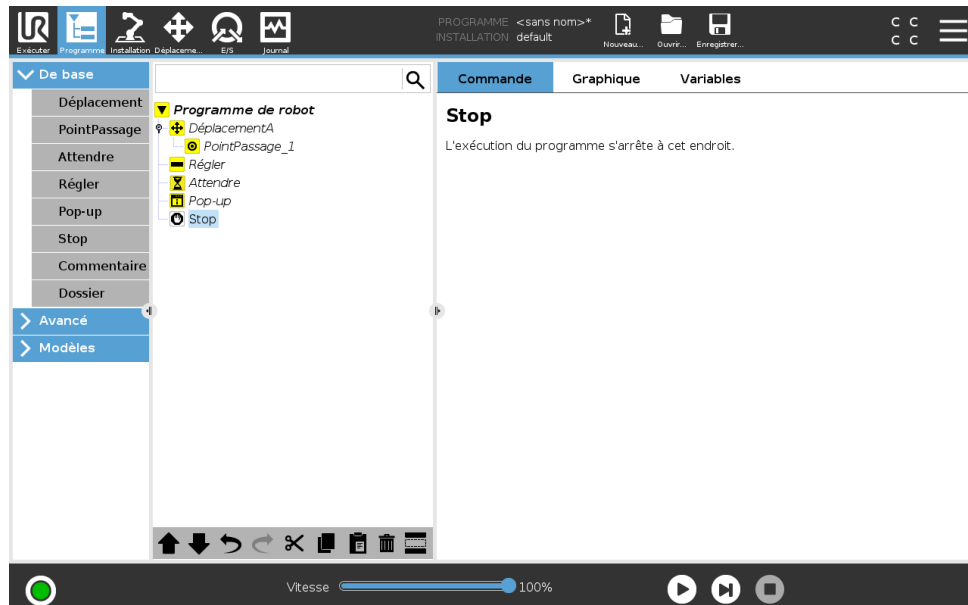 PROGRAMME <sans nom>*
INSTALLATION default
Exécuter
Programme
Installation
Déplaceme...
E/S
Journal
Nouveau...
Ouvrir...
Enregistrer...
C C
C C
De base
Déplacement
PointPassage
Attendre
Régler
Pop-up
Stop
Commentaire
Dossier
Avancé
Modèles
Programme de robot
DéplacementA
PointPassage_1
Régler
Attendre
Pop-up
Stop
Commande
Graphique
Variables
Stop
L'exécution du programme s'arrête à cet endroit.
Vitesse
100%